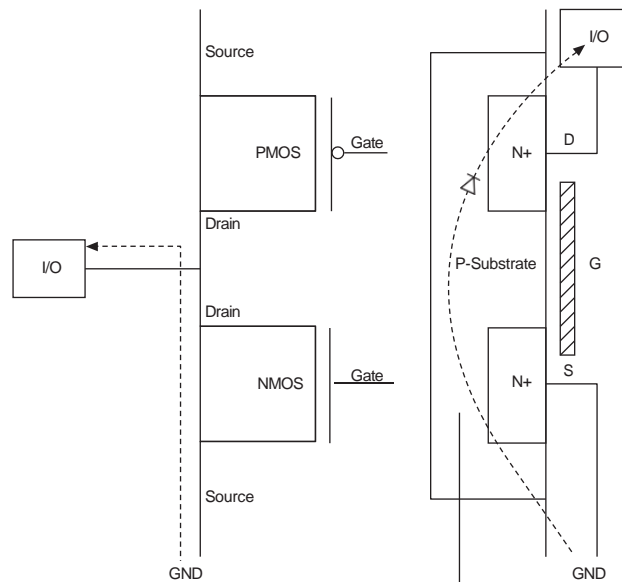 Source
PMOS
Gate
Drain
I/O
Drain
NMOS
Gate
Source
GND
I/O
D
N+
P-Substrate
G
S
N+
GND